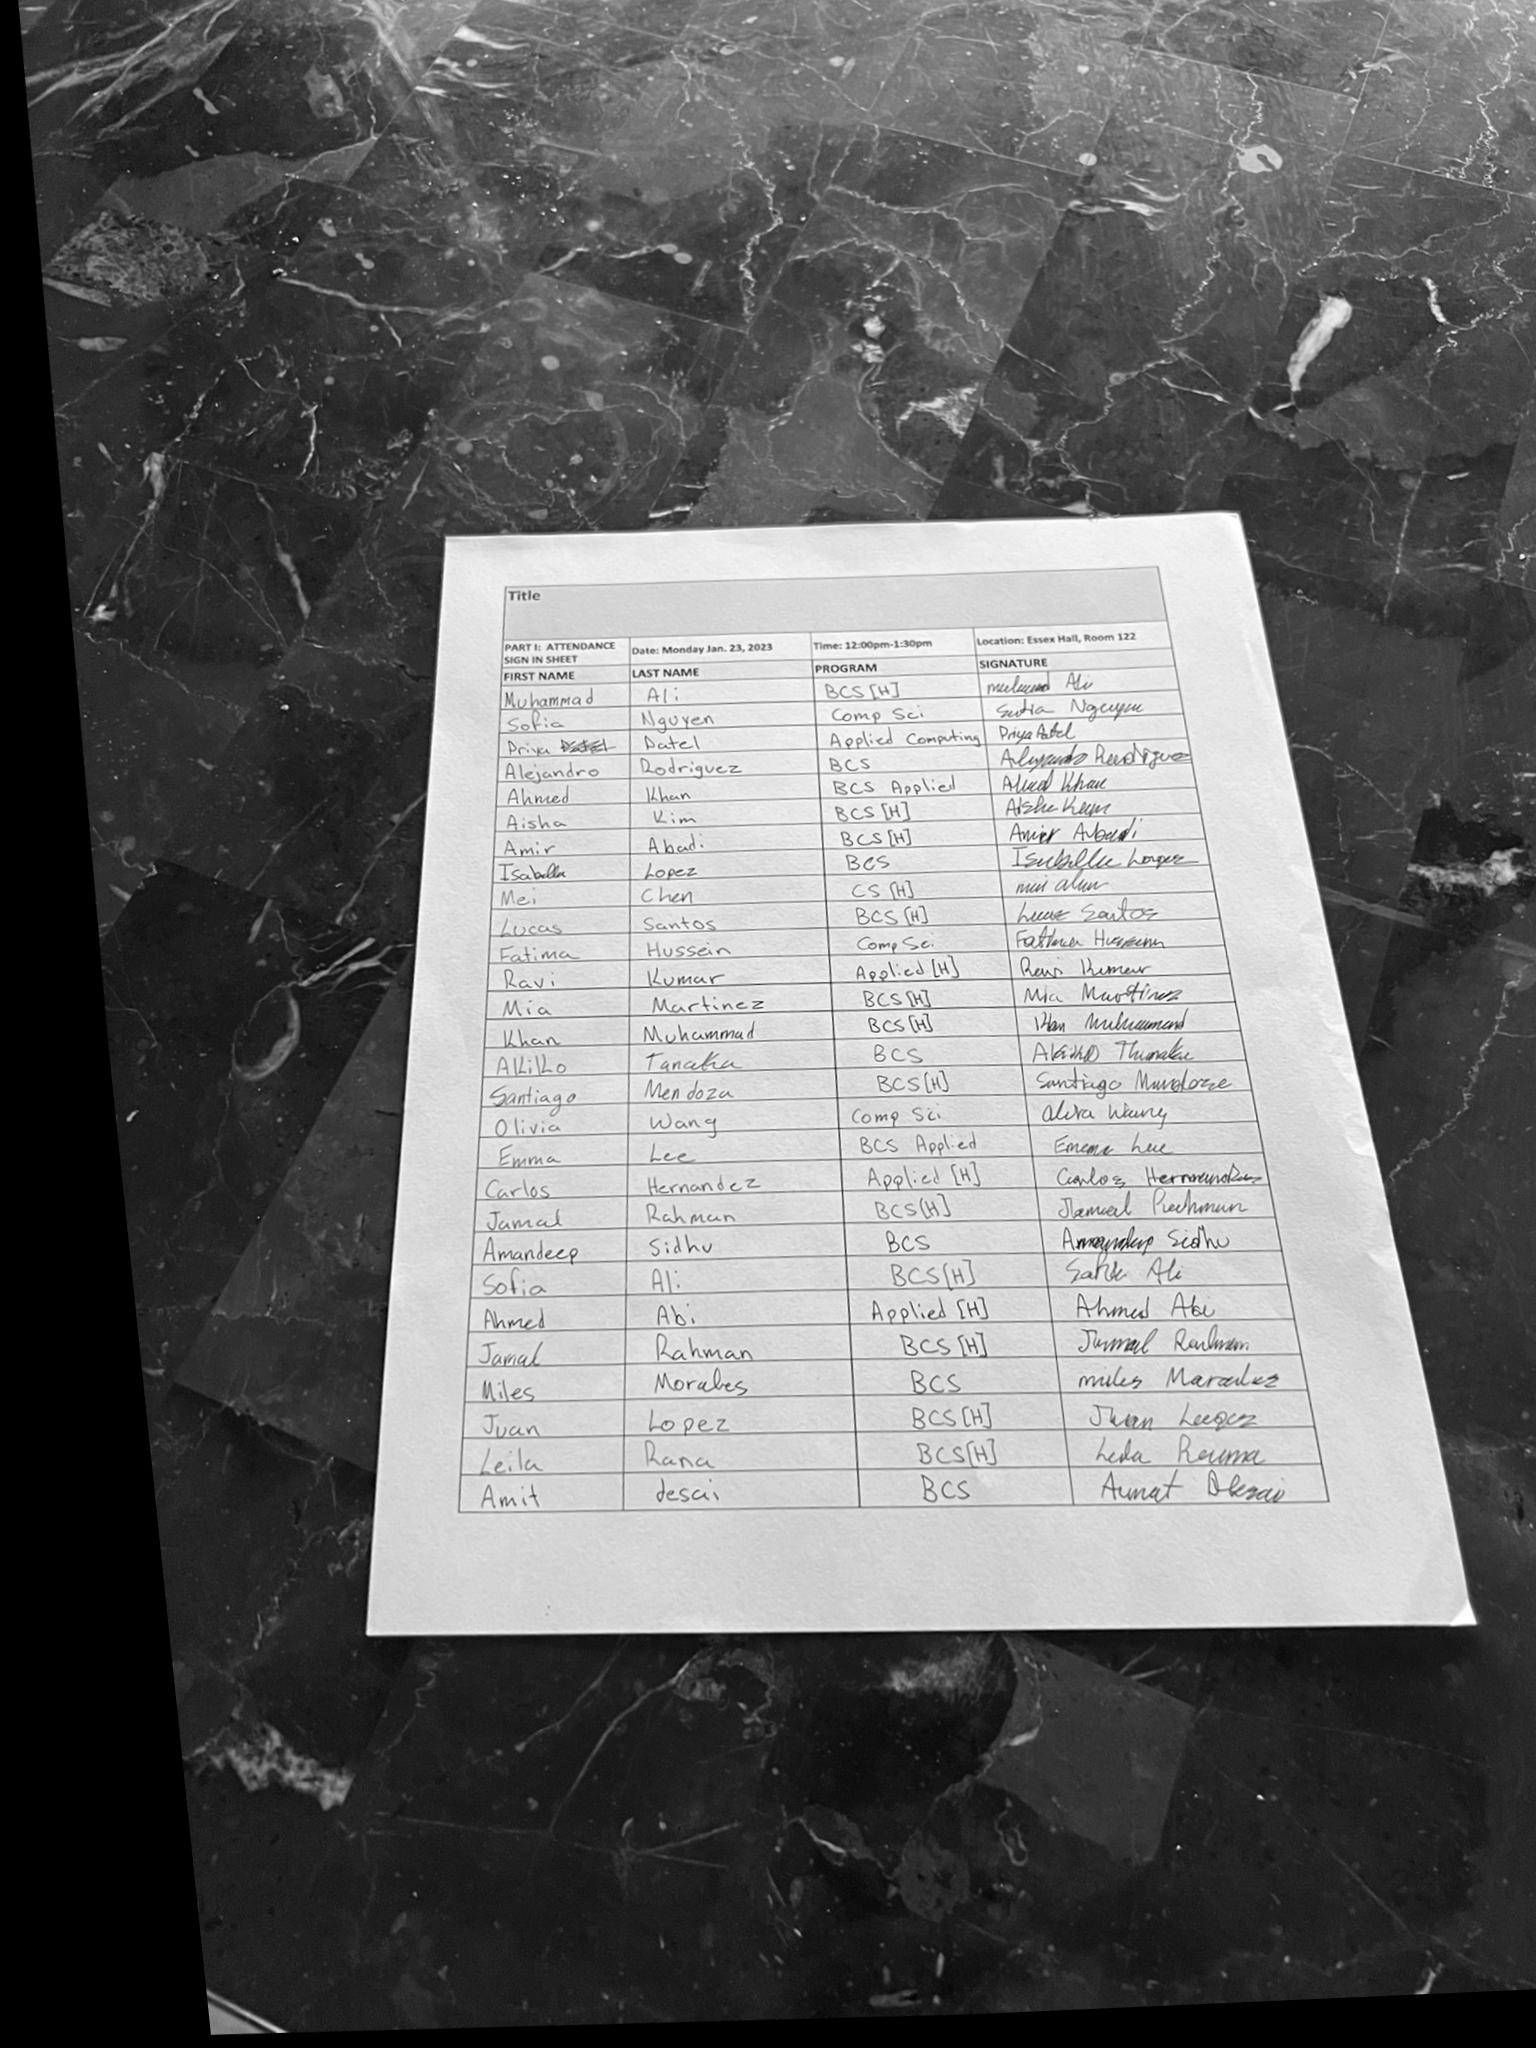 Title
PART I: ATTENDANCE SIGN IN SHEET Date: Monday Jan. 23, 2023 Time: 12:00pm-1:30pm Location: Essex Hall, Room 122
FIRST NAME LAST NAME PROGRAM SIGNATURE
Muhammad Ali BCS [H] Ali
Sofia Nguyen Comp Sci Nguyen
Priya Patel Applied Computing Priya Patel
Alejandro Rodriguez BCS Alejandro Rodriguez
Ahmed Khan BCS Applied Ahmed Khan
Aisha Kim BCS [H] Aisha Kim
Amir Abadi BCS [H] Amir Abadi
Isabella Lopez BCS Isabella Lopez
Mei Chen CS [H] mei chen
Lucas Santos BCS [H] Lucas Santos
Fatima Hussein Comp Sci Fatima Hussein
Ravi Kumar Applied [H] Ravi Kumar
Mia Martinez BCS [H] Mia Martinez
Khan Muhammad BCS [H] Khan Muhammad
AKiKo Tanaka BCS Akiko
Santiago Mendoza BCS [H] Santiago Mendoza
Olivia Wang Comp Sci Wang
Emma Lee BCS Applied Emma Lee
Carlos Hernandez Applied [H] Carlos Hernandez
Jamal Rahman BCS [H] Jamal Rahman
Amandeep Sidhu BCS Amandeep Sidhu
Sofia Ali BCS [H] Ali
Ahmed Abi Applied [H] Ahmed Abi
Jamal Rahman BCS [H] Jamal Rahman
Miles Morales BCS miles Morales
Juan Lopez BCS [H] Juan Lopez
Leila Rana BCS [H] Leila Rana
Amit desai BCS Desai